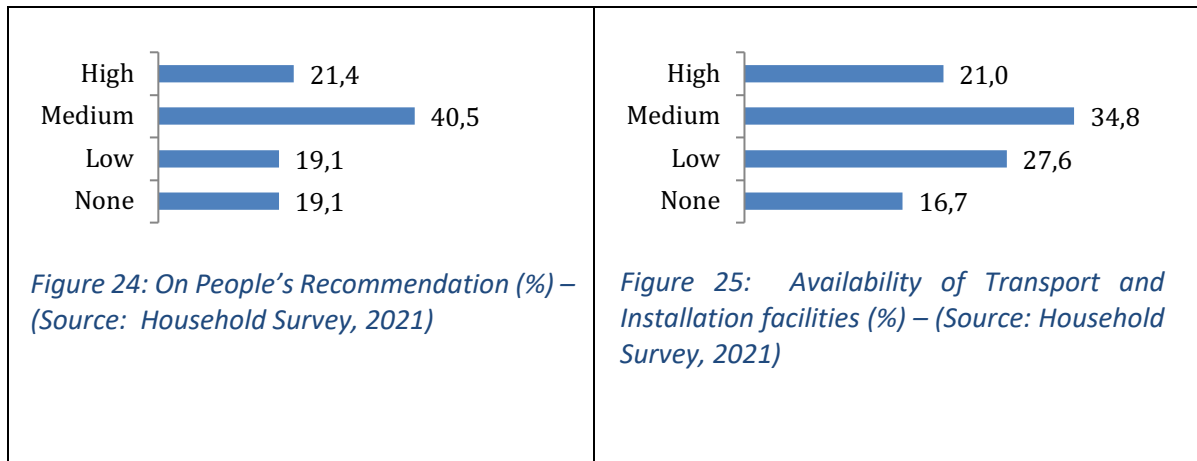 High 21,4
Medium 40,5
Low 19,1
None 19,1
Figure 24: On People’s Recommendation (%) –
(Source: Household Survey, 2021)
High 21,0
Medium 34,8
Low 27,6
None 16,7
Figure 25: Availability of Transport and
Installation facilities (%) – (Source: Household
Survey, 2021)